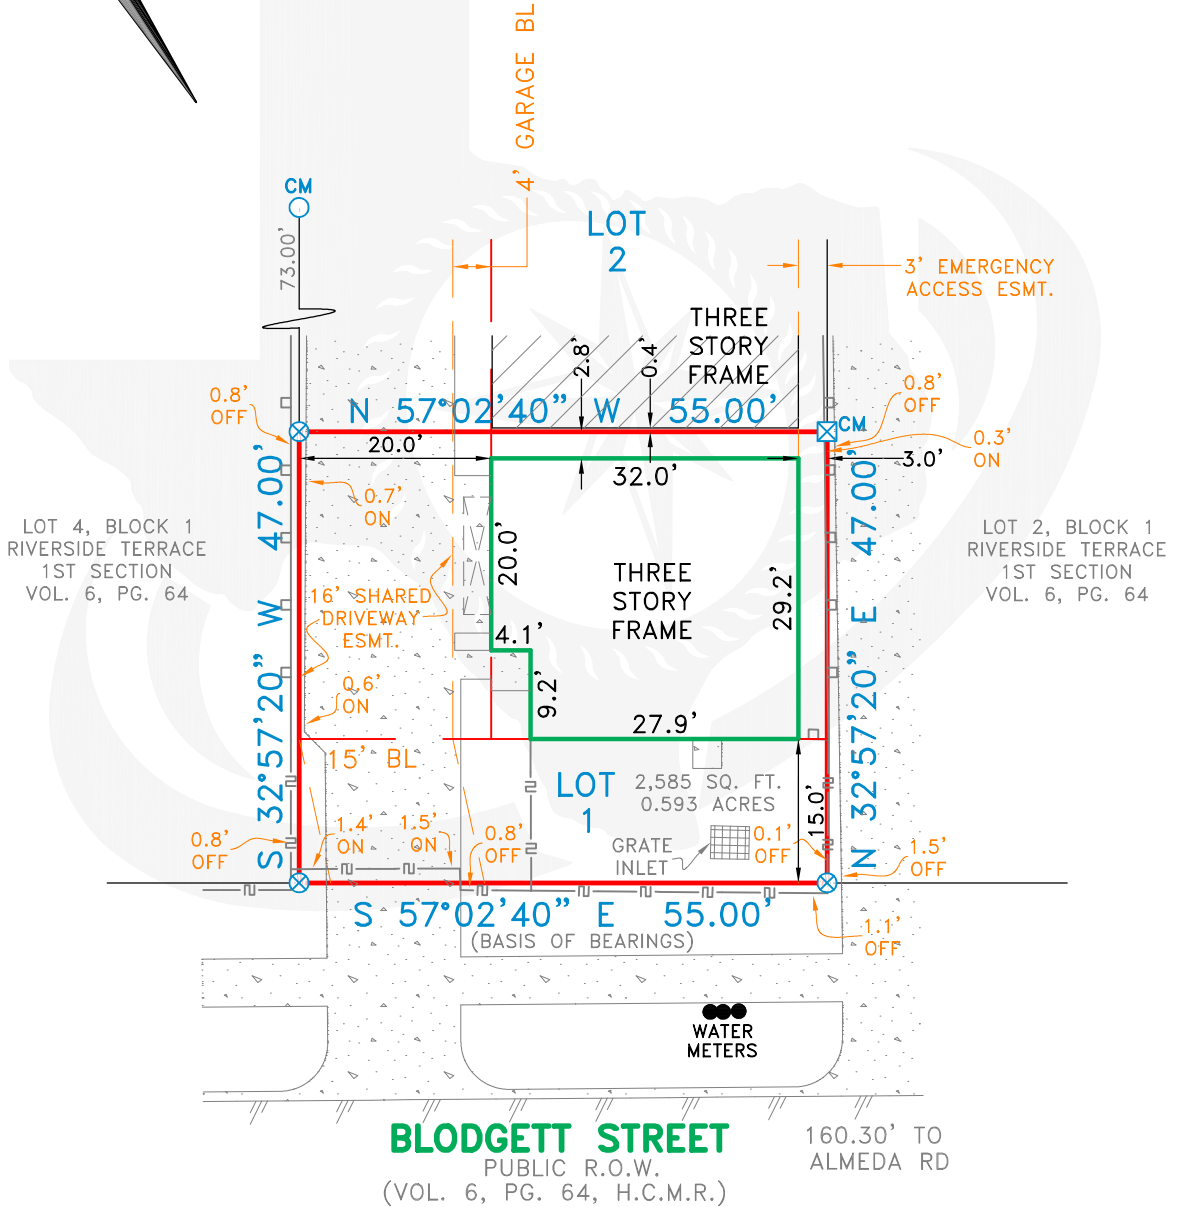 4' GARAGE BL
CM
73.00'
LOT
2
3' EMERGENCY
ACCESS ESMT.
THREE
STORY
FRAME
2.8'
0.4'
0.8'
OFF
0.8'
OFF
N 57°02'40" W 55.00'
CM
20.0'
32.0'
0.3'
ON
3.0'
S 32°57'20" W 47.00'
0.7'
ON
LOT 4, BLOCK 1
RIVERSIDE TERRACE
1ST SECTION
VOL. 6, PG. 64
20.0'
THREE
STORY
FRAME
29.2'
N 32°57'20" E 47.00'
LOT 2, BLOCK 1
RIVERSIDE TERRACE
1ST SECTION
VOL. 6, PG. 64
16' SHARED
DRIVEWAY
ESMT.
4.1'
0.6'
ON
9.2'
27.9'
15' BL
LOT
1
2,585 SQ. FT.
0.593 ACRES
15.0'
0.8'
OFF
1.4'
ON
1.5'
ON
0.8'
OFF
GRATE
INLET
0.1'
OFF
1.5'
OFF
S 57°02'40" E 55.00'
(BASIS OF BEARINGS)
1.1'
OFF
WATER
METERS
BLODGETT STREET
PUBLIC R.O.W.
(VOL. 6, PG. 64, H.C.M.R.)
160.30' TO
ALMEDA RD